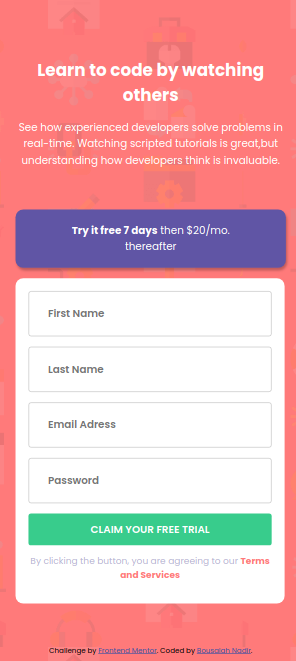 Learn to code by watching
others
See how experienced developers solve problems in
real-time. Watching scripted tutorials is great,but
understanding how developers think is invaluable.
Try it free 7 days then $20/mo.
thereafter
First Name
Last Name
Email Adress
Password
CLAIM YOUR FREE TRIAL
By clicking the button, you are agreeing to our Terms
and Services
Challenge by Frontend Mentor. Coded by Bousalah Nadir.